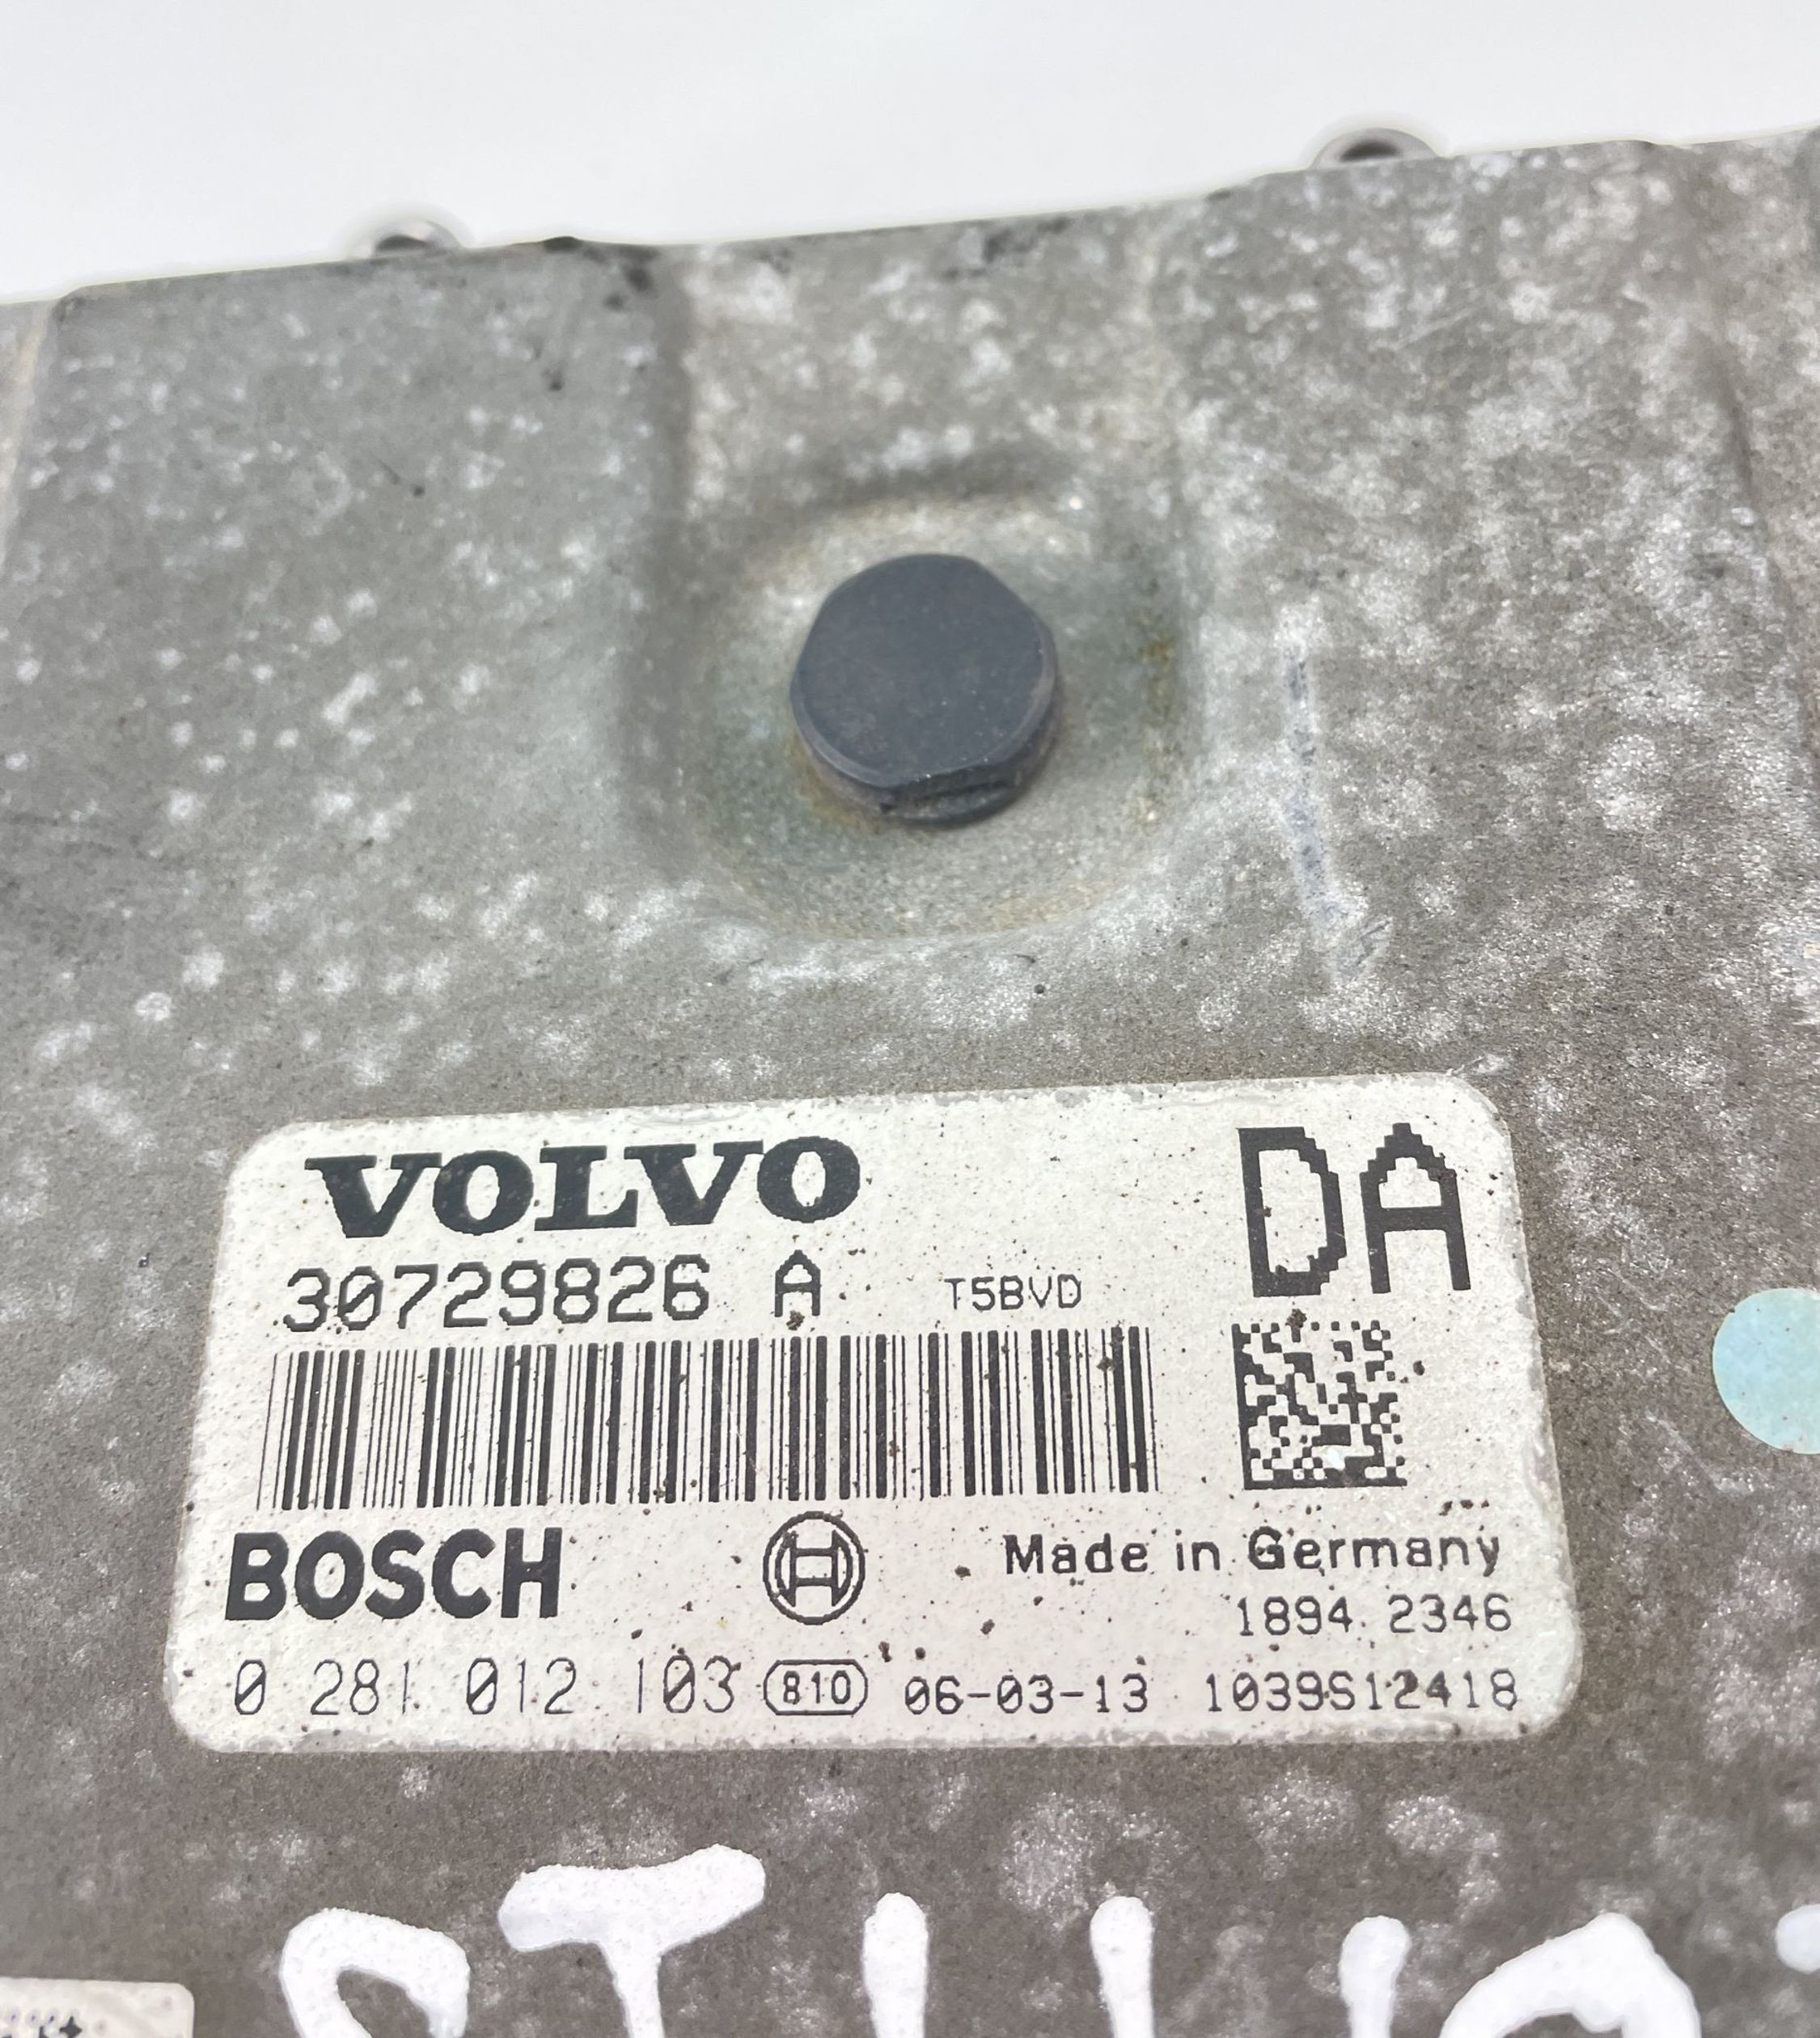 VOLVO
DA
30729826 A T5BVD
BOSCH
Made in Germany
1894 2346
0 281 012 103 810 06-03-13 1039S12418